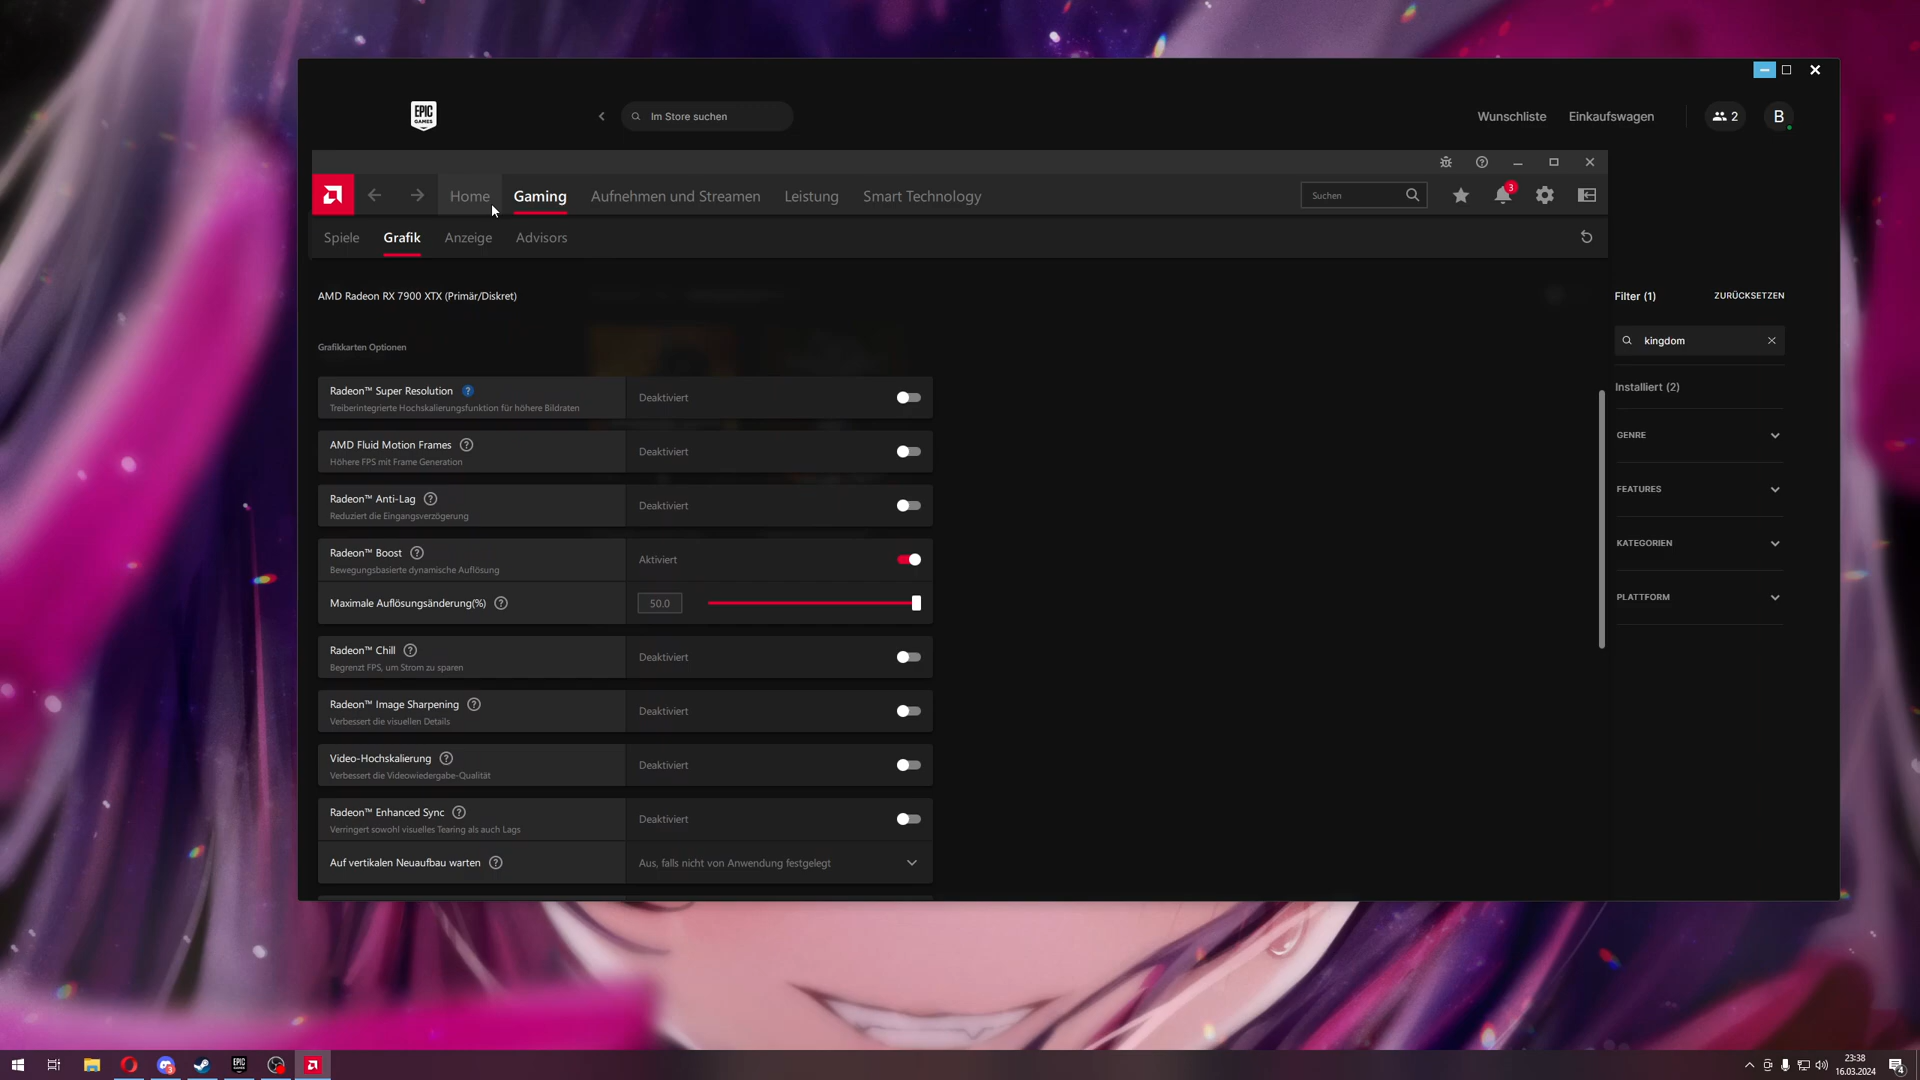 EPIC
GAMES
Im Store suchen
Wunschliste
Einkaufswagen
2
B
Home
Gaming
Aufnehmen und Streamen
Leistung
Smart Technology
Suchen
3
Spiele
Grafik
Anzeige
Advisors
AMD Radeon RX 7900 XTX (Primär/Diskret)
Filter (1)
ZURÜCKSETZEN
kingdom
Installiert (2)
GENRE
FEATURES
KATEGORIEN
PLATTFORM
Grafikkarten Optionen
Radeon™ Super Resolution ?
Treiberintegrierte Hochskalierungsfunktion für höhere Bildraten
Deaktiviert
AMD Fluid Motion Frames ?
Höhere FPS mit Frame Generation
Deaktiviert
Radeon™ Anti-Lag ?
Reduziert die Eingangsverzögerung
Deaktiviert
Radeon™ Boost ?
Bewegungsbasierte dynamische Auflösung
Aktiviert
Maximale Auflösungsänderung(%) ?
50.0
Radeon™ Chill ?
Begrenzt FPS, um Strom zu sparen
Deaktiviert
Radeon™ Image Sharpening ?
Verbessert die visuellen Details
Deaktiviert
Video-Hochskalierung ?
Verbessert die Videowiedergabe-Qualität
Deaktiviert
Radeon™ Enhanced Sync ?
Verringert sowohl visuelles Tearing als auch Lags
Deaktiviert
Auf vertikalen Neuaufbau warten ?
Aus, falls nicht von Anwendung festgelegt
3
EPIC
GAMES
23:38
16.03.2024
4